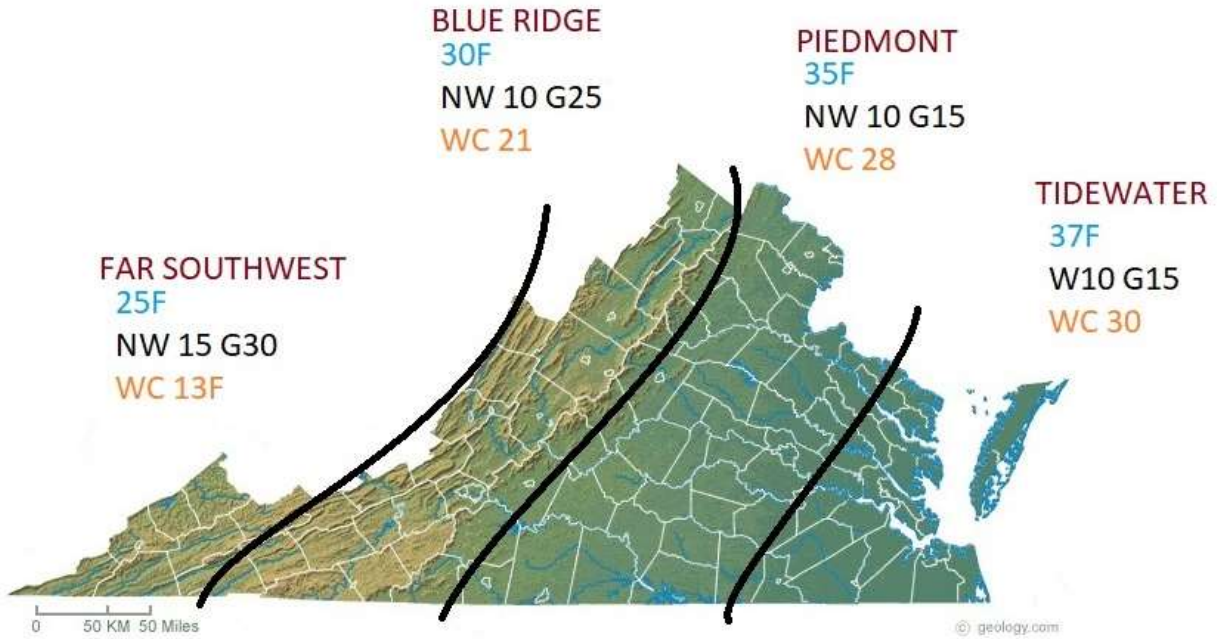 BLUE RIDGE
30F
NW 10 G25
WC 21
PIEDMONT
35F
NW 10 G15
WC 28
TIDEWATER
37F
W10 G15
WC 30
FAR SOUTHWEST
25F
NW 15 G30
WC 13F
0 50 KM 50 Miles
© geology.com